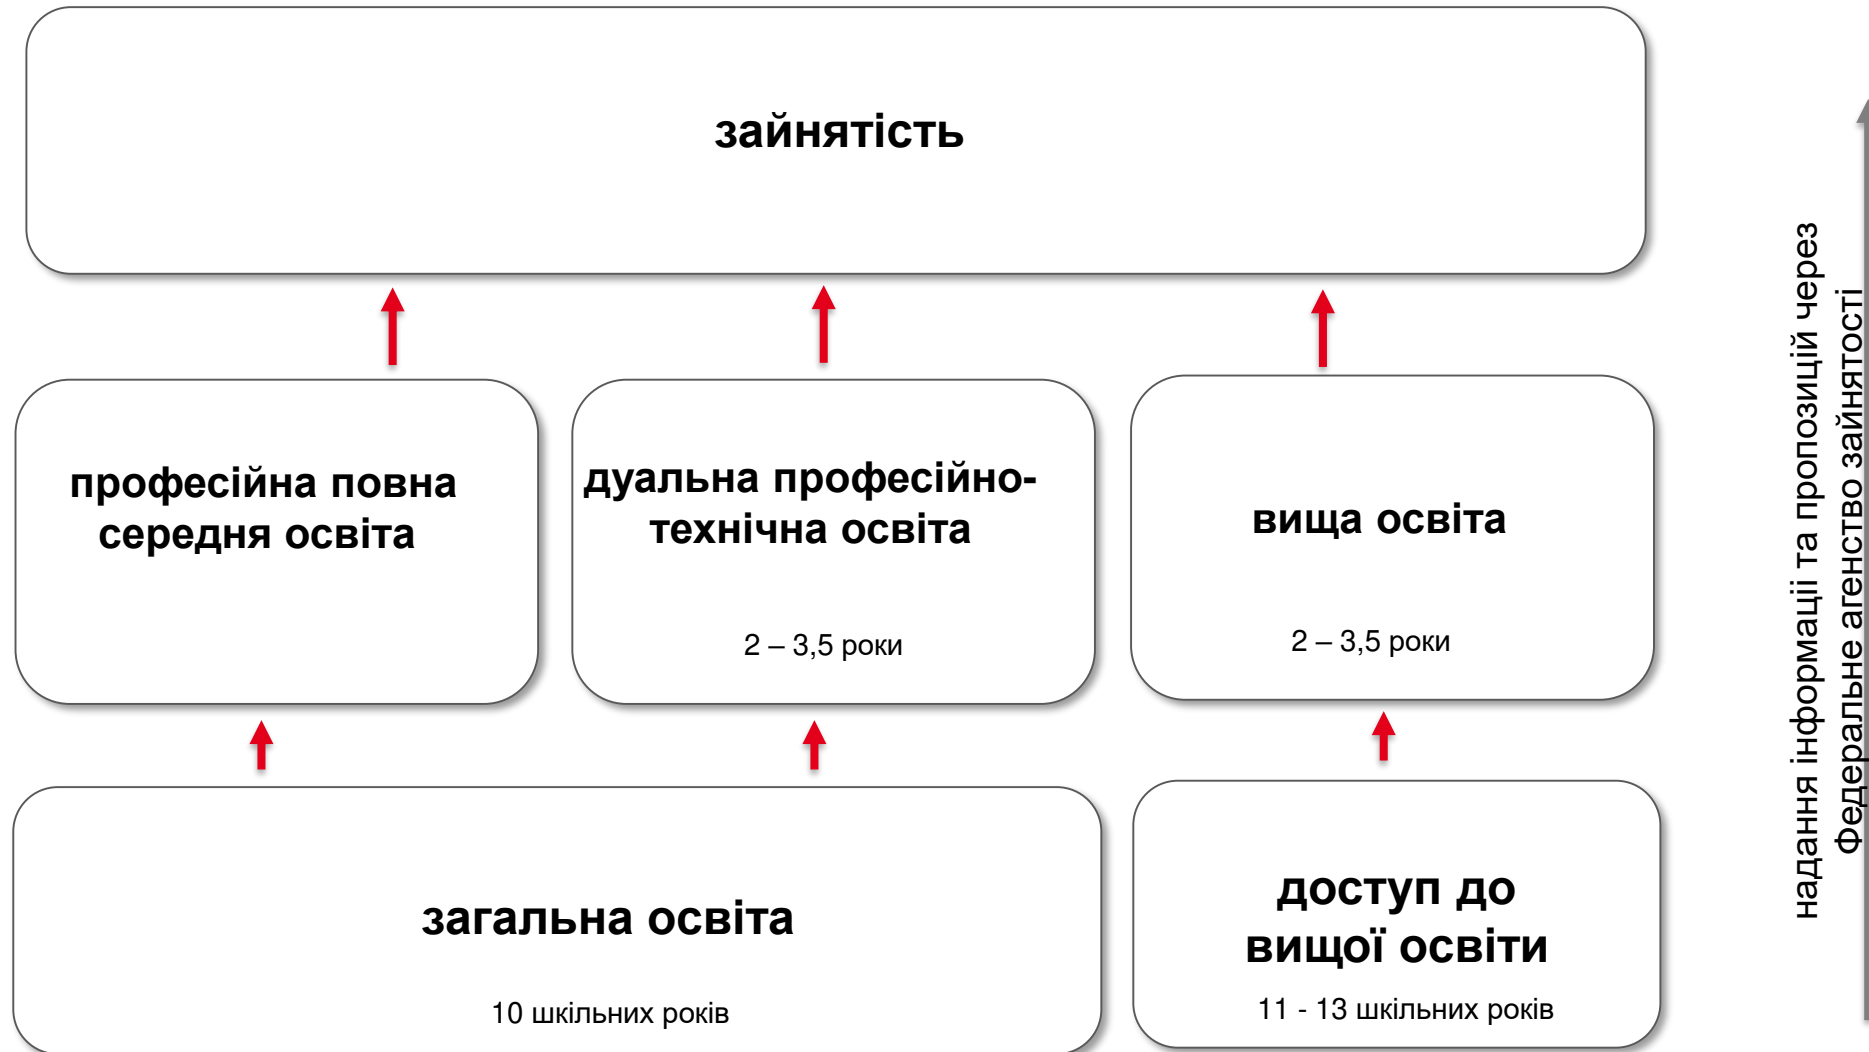 зайнятість
професійна повна
середня освіта
дуальна професійно-
технічна освіта
2 – 3,5 роки
вища освіта
2 – 3,5 роки
загальна освіта
10 шкільних років
доступ до
вищої освіти
11 - 13 шкільних років
надання інформації та пропозицій через
Федеральне агенство зайнятості